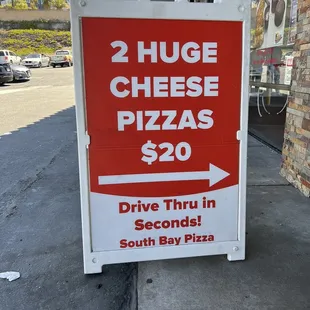 2 HUGE
CHEESE
PIZZAS
$20
Drive Thru in
Seconds!
South Bay Pizza